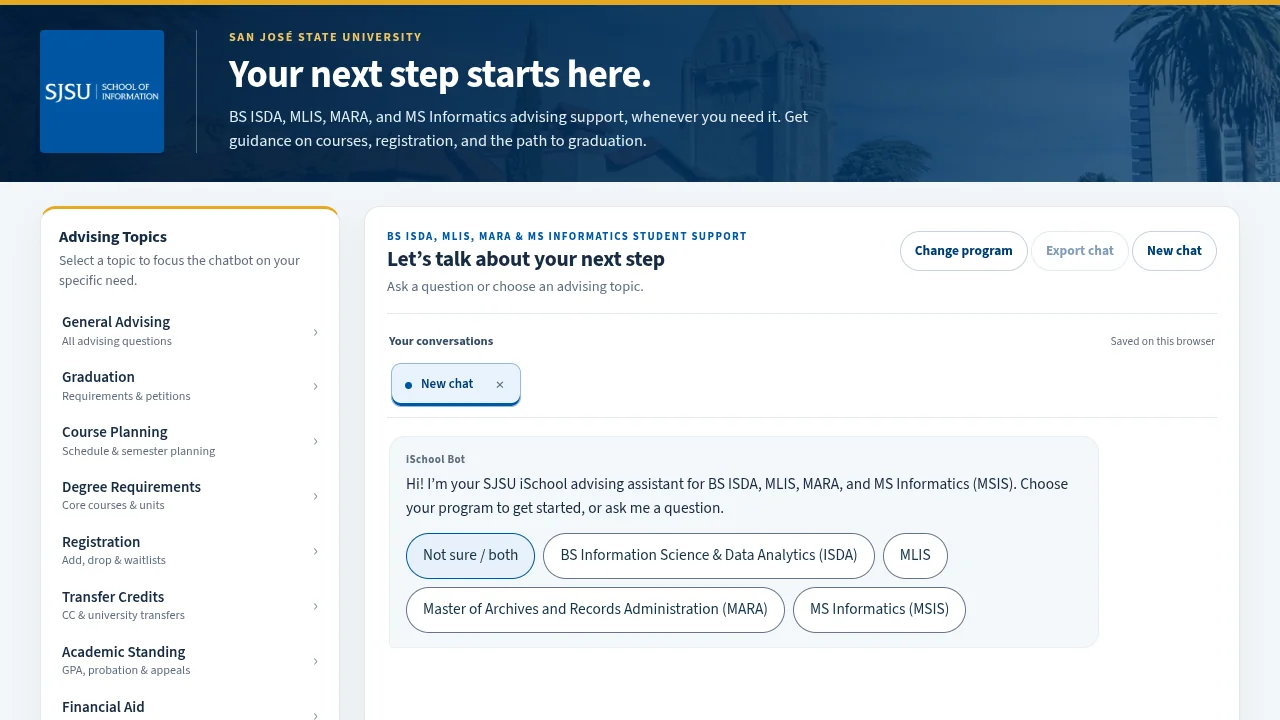 SJSU SCHOOL OF INFORMATION
SAN JOSÉ STATE UNIVERSITY
Your next step starts here.
BS ISDA, MLIS, MARA, and MS Informatics advising support, whenever you need it. Get
guidance on courses, registration, and the path to graduation.
Advising Topics
Select a topic to focus the chatbot on your
specific need.
General Advising
All advising questions
Graduation
Requirements & petitions
Course Planning
Schedule & semester planning
Degree Requirements
Core courses & units
Registration
Add, drop & waitlists
Transfer Credits
CC & university transfers
Academic Standing
GPA, probation & appeals
Financial Aid
BS ISDA, MLIS, MARA & MS INFORMATICS STUDENT SUPPORT
Let’s talk about your next step
Ask a question or choose an advising topic.
Change program
Export chat
New chat
Your conversations
Saved on this browser
New chat ×
iSchool Bot
Hi! I’m your SJSU iSchool advising assistant for BS ISDA, MLIS, MARA, and MS Informatics (MSIS). Choose
your program to get started, or ask me a question.
Not sure / both
BS Information Science & Data Analytics (ISDA)
MLIS
Master of Archives and Records Administration (MARA)
MS Informatics (MSIS)